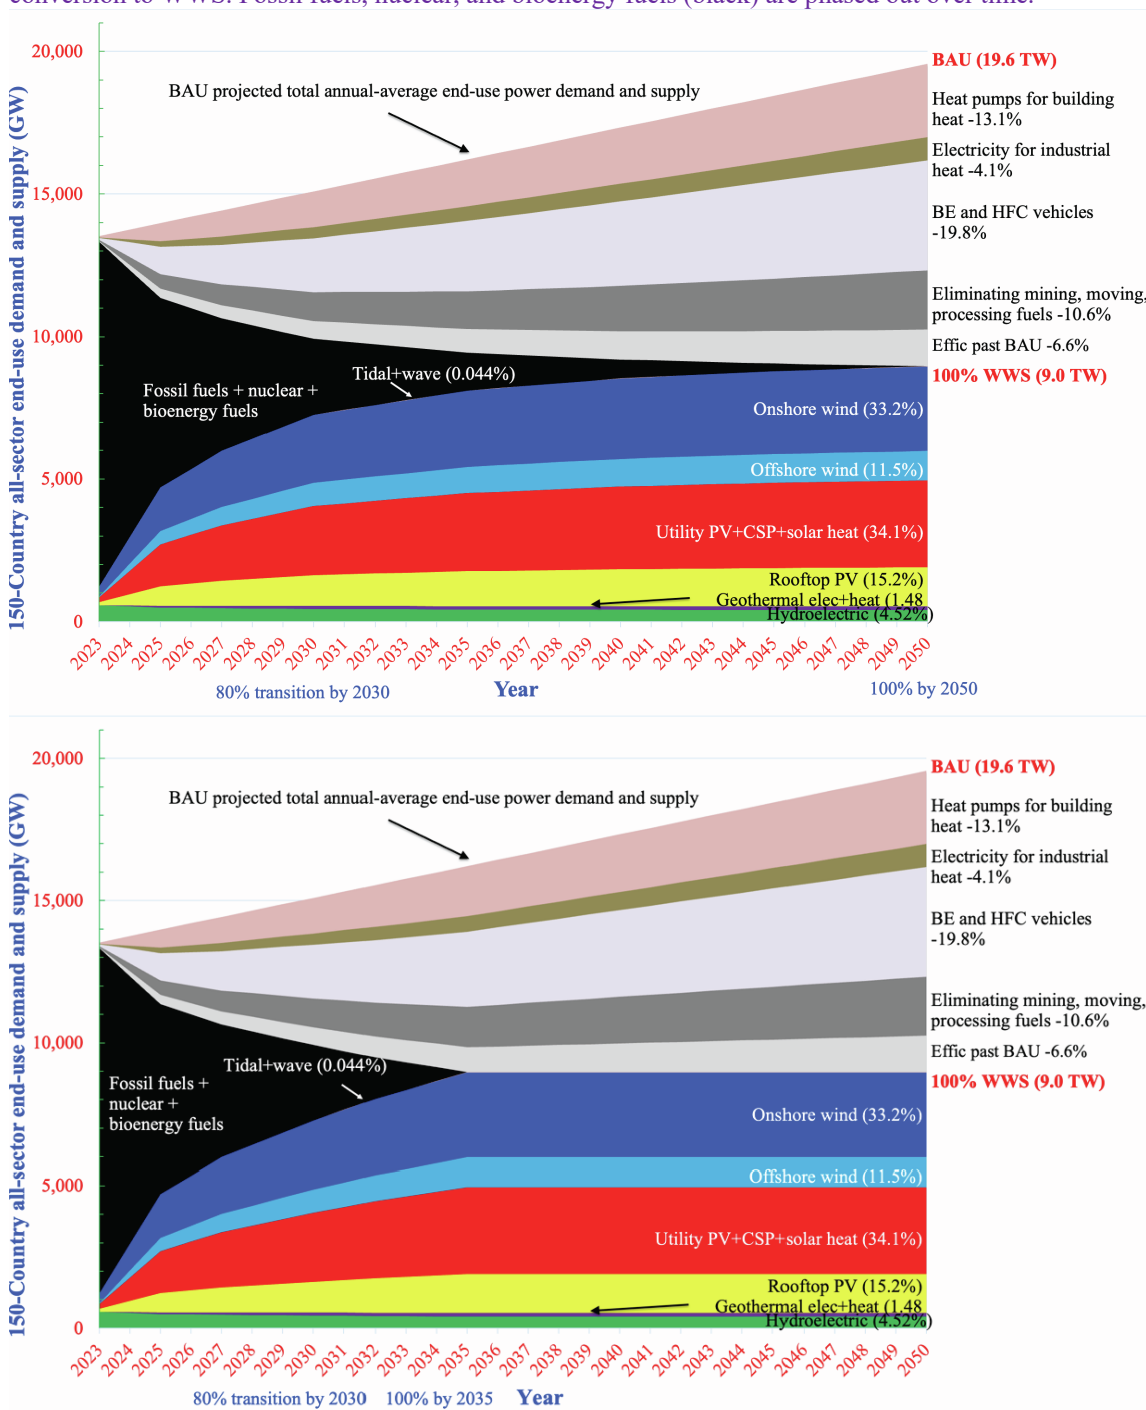 conversion to WWS. Fossil fuels, nuclear, and bioenergy fuels (black) are phased out over time.
20,000
15,000
10,000
5,000
0
150-Country all-sector end-use demand and supply (GW)
BAU projected total annual-average end-use power demand and supply
BAU (19.6 TW)
Heat pumps for building
heat -13.1%
Electricity for industrial
heat -4.1%
BE and HFC vehicles
-19.8%
Eliminating mining, moving,
processing fuels -10.6%
Effic past BAU -6.6%
100% WWS (9.0 TW)
Tidal+wave (0.044%)
Fossil fuels + nuclear +
bioenergy fuels
Onshore wind (33.2%)
Offshore wind (11.5%)
Utility PV+CSP+solar heat (34.1%)
Rooftop PV (15.2%)
Geothermal elec+heat (1.48
Hydroelectric (4.52%)
2023 2024 2025 2026 2027 2028 2029 2030 2031 2032 2033 2034 2035 2036 2037 2038 2039 2040 2041 2042 2043 2044 2045 2046 2047 2048 2049 2050
80% transition by 2030 Year 100% by 2050
20,000
15,000
10,000
5,000
0
150-Country all-sector end-use demand and supply (GW)
BAU projected total annual-average end-use power demand and supply
BAU (19.6 TW)
Heat pumps for building
heat -13.1%
Electricity for industrial
heat -4.1%
BE and HFC vehicles
-19.8%
Eliminating mining, moving,
processing fuels -10.6%
Effic past BAU -6.6%
100% WWS (9.0 TW)
Tidal+wave (0.044%)
Fossil fuels +
nuclear +
bioenergy fuels
Onshore wind (33.2%)
Offshore wind (11.5%)
Utility PV+CSP+solar heat (34.1%)
Rooftop PV (15.2%)
Geothermal elec+heat (1.48
Hydroelectric (4.52%)
2023 2024 2025 2026 2027 2028 2029 2030 2031 2032 2033 2034 2035 2036 2037 2038 2039 2040 2041 2042 2043 2044 2045 2046 2047 2048 2049 2050
80% transition by 2030 100% by 2035 Year